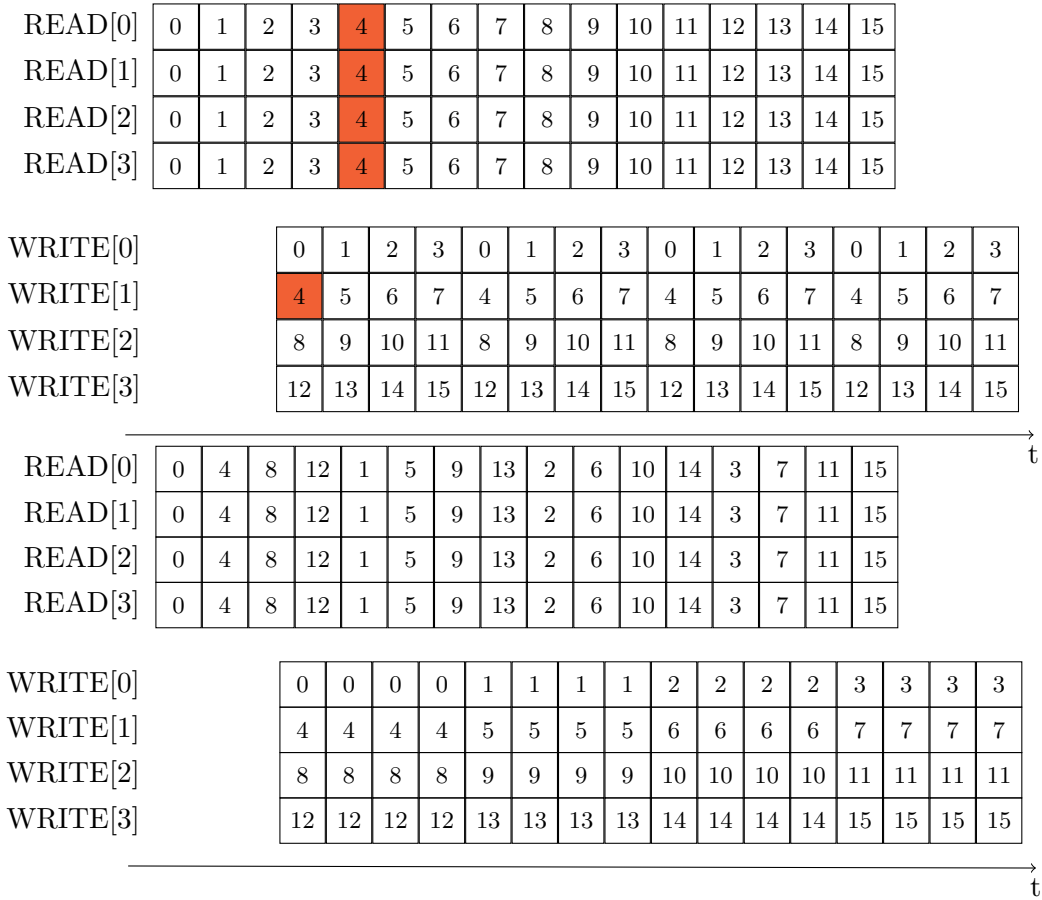 READ[0] 0 1 2 3 4 5 6 7 8 9 10 11 12 13 14 15
READ[1] 0 1 2 3 4 5 6 7 8 9 10 11 12 13 14 15
READ[2] 0 1 2 3 4 5 6 7 8 9 10 11 12 13 14 15
READ[3] 0 1 2 3 4 5 6 7 8 9 10 11 12 13 14 15
WRITE[0] 0 1 2 3 0 1 2 3 0 1 2 3 0 1 2 3
WRITE[1] 4 5 6 7 4 5 6 7 4 5 6 7 4 5 6 7
WRITE[2] 8 9 10 11 8 9 10 11 8 9 10 11 8 9 10 11
WRITE[3] 12 13 14 15 12 13 14 15 12 13 14 15 12 13 14 15
t
READ[0] 0 4 8 12 1 5 9 13 2 6 10 14 3 7 11 15
READ[1] 0 4 8 12 1 5 9 13 2 6 10 14 3 7 11 15
READ[2] 0 4 8 12 1 5 9 13 2 6 10 14 3 7 11 15
READ[3] 0 4 8 12 1 5 9 13 2 6 10 14 3 7 11 15
WRITE[0] 0 0 0 0 1 1 1 1 2 2 2 2 3 3 3 3
WRITE[1] 4 4 4 4 5 5 5 5 6 6 6 6 7 7 7 7
WRITE[2] 8 8 8 8 9 9 9 9 10 10 10 10 11 11 11 11
WRITE[3] 12 12 12 12 13 13 13 13 14 14 14 14 15 15 15 15
t